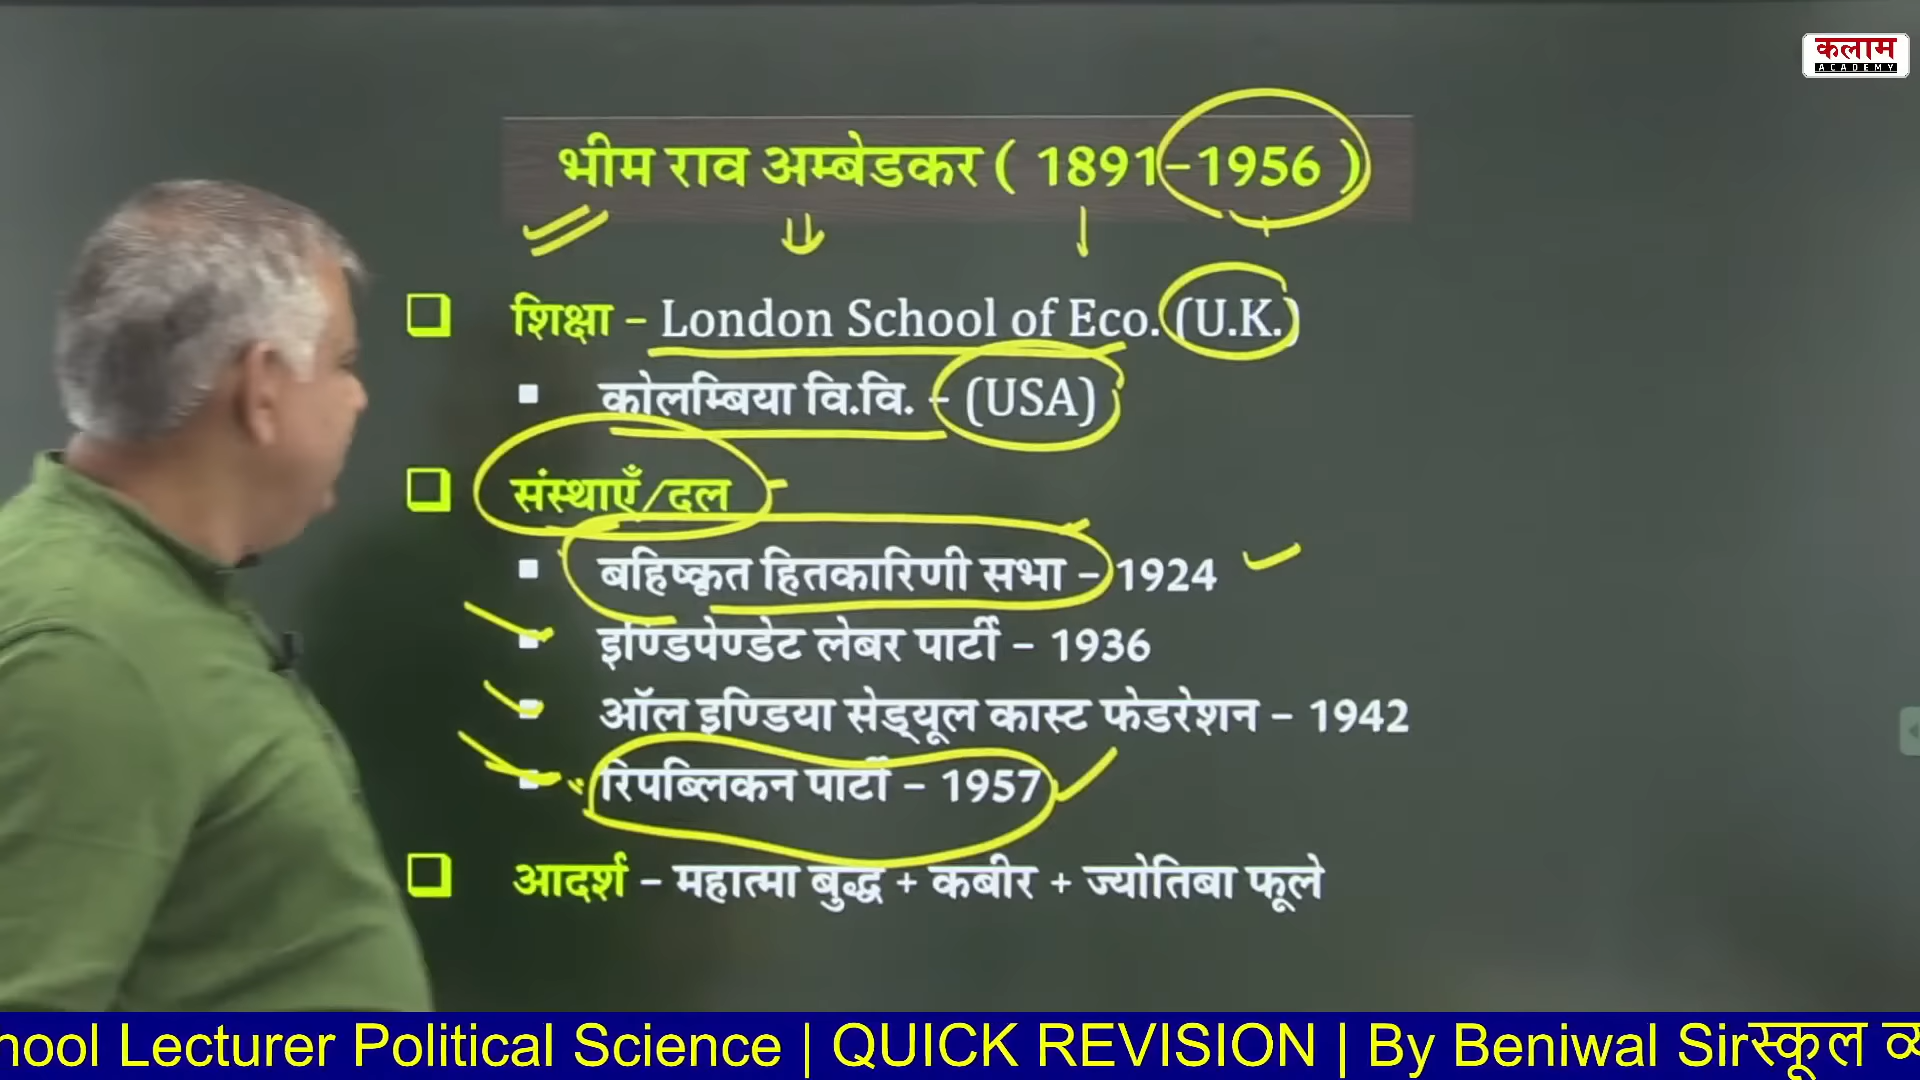 कलाम
ACADEMY
भीम राव अम्बेडकर ( 1891-1956 )
शिक्षा – London School of Eco. (U.K.)
कोलम्बिया वि.वि. – (USA)
संस्थाएँ/दल
बहिष्कृत हितकारिणी सभा – 1924
इण्डिपेण्डेट लेबर पार्टी – 1936
ऑल इण्डिया सेड्यूल कास्ट फेडरेशन – 1942
रिपब्लिकन पार्टी – 1957
आदर्श – महात्मा बुद्ध + कबीर + ज्योतिबा फूले
hool Lecturer Political Science | QUICK REVISION | By Beniwal Sirस्कूल व्य